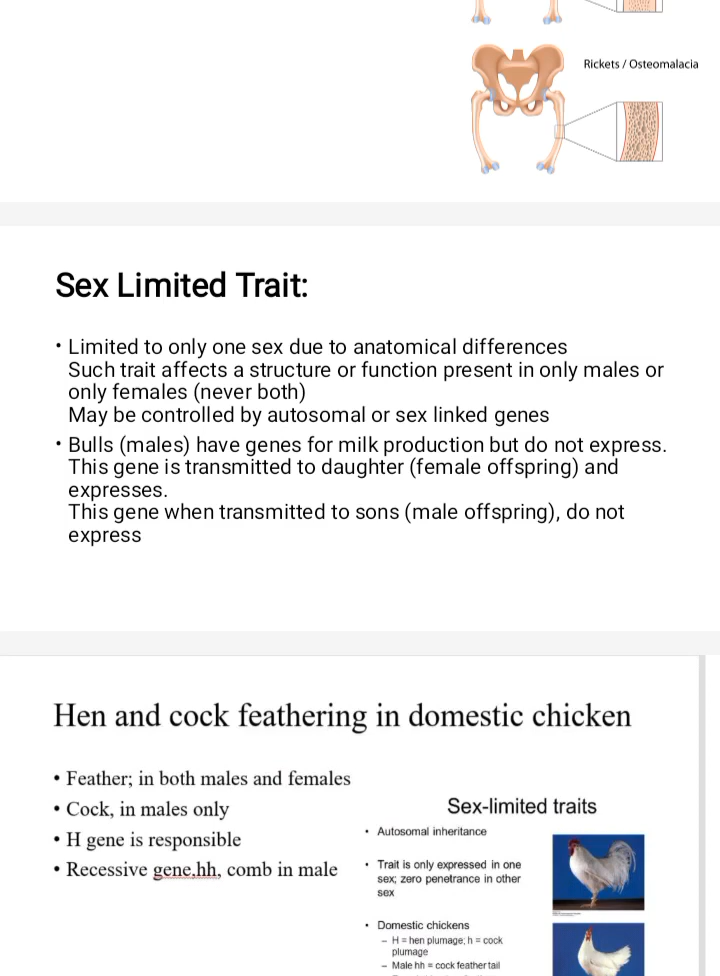 Rickets / Osteomalacia
Sex Limited Trait:
• Limited to only one sex due to anatomical differences
Such trait affects a structure or function present in only males or
only females (never both)
May be controlled by autosomal or sex linked genes
• Bulls (males) have genes for milk production but do not express.
This gene is transmitted to daughter (female offspring) and
expresses.
This gene when transmitted to sons (male offspring), do not
express
Hen and cock feathering in domestic chicken
• Feather; in both males and females
• Cock, in males only
• H gene is responsible
• Recessive gene,hh, comb in male
Sex-limited traits
• Autosomal inheritance
• Trait is only expressed in one
sex; zero penetrance in other
sex
• Domestic chickens
– H = hen plumage; h = cock
plumage
– Male hh = cock feather tail